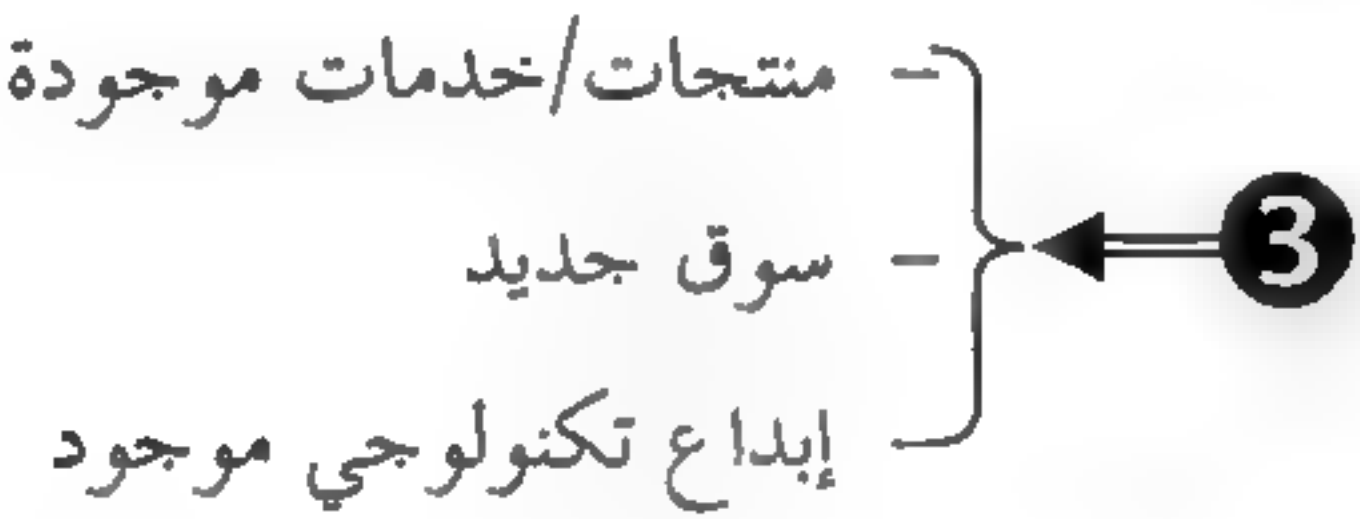 - منتجات/خدمات موجودة
3
- سوق جديد
إبداع تكنولوجي موجود